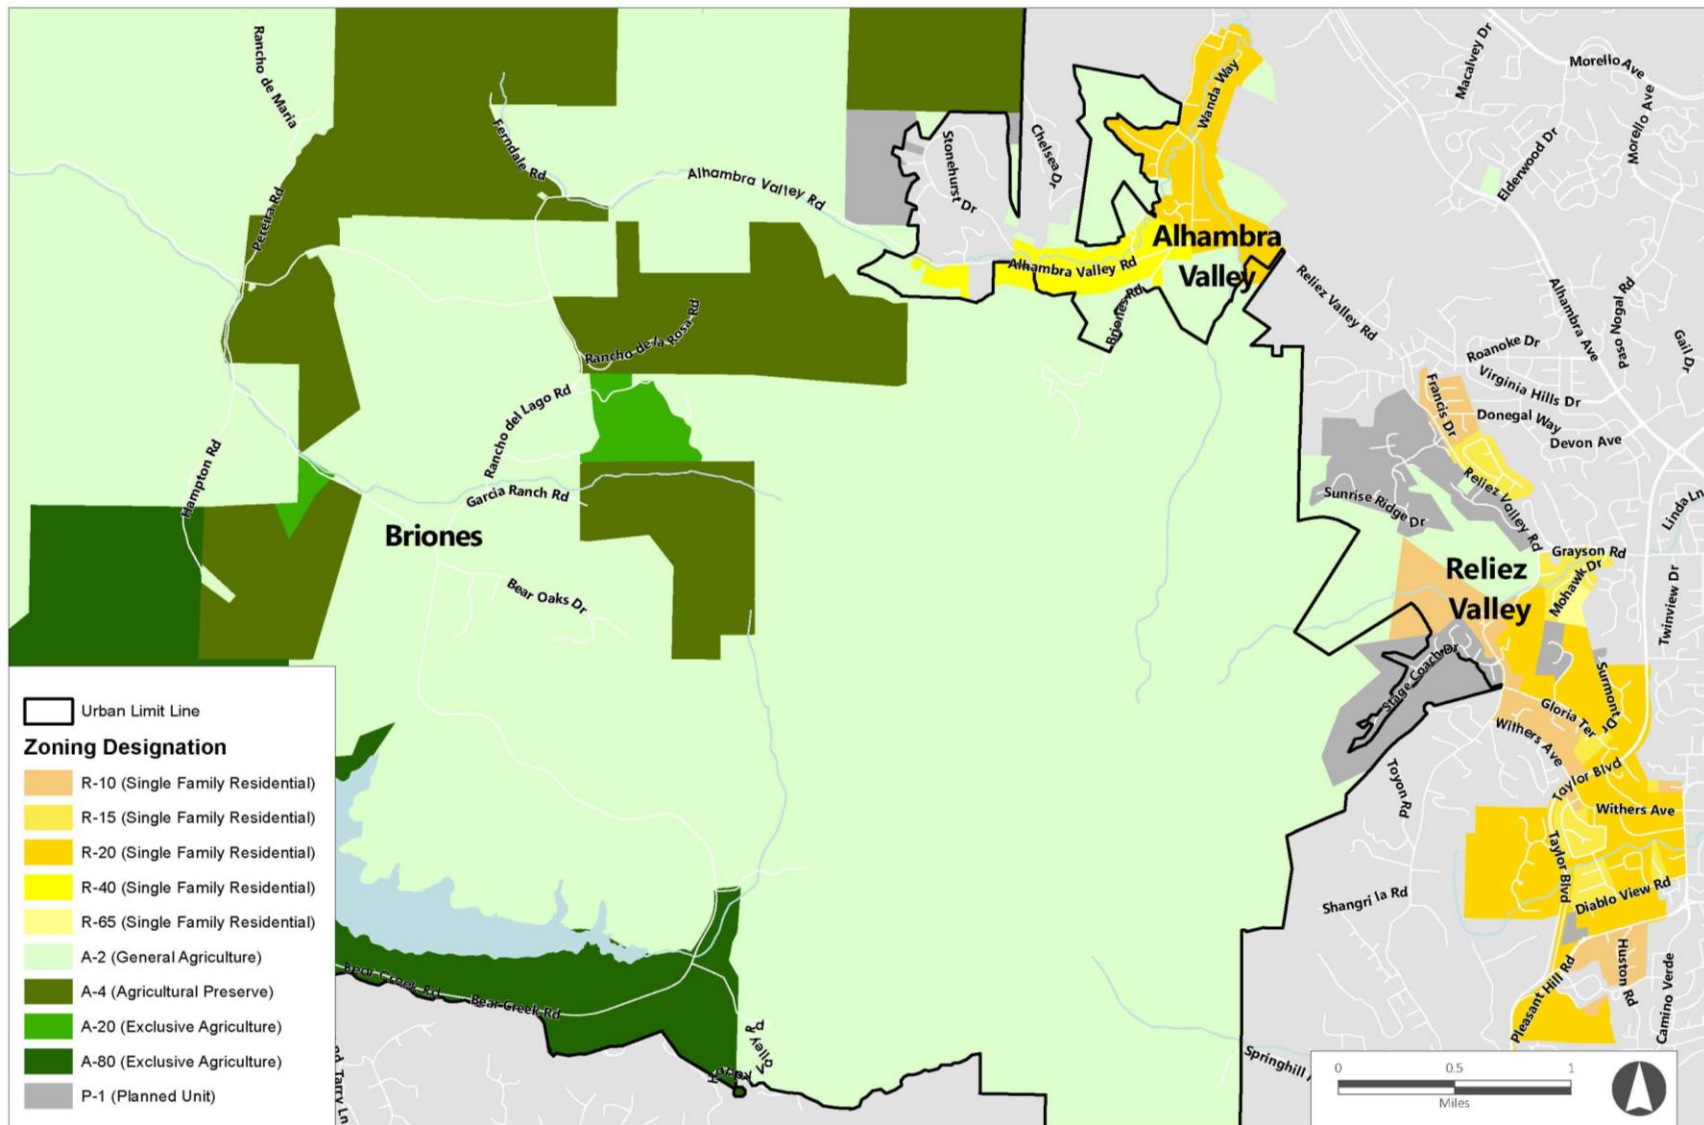 Rancho de Maria
Pereira Rd
Ferndale Rd
Alhambra Valley Rd
Stonehurst Dr
Chelsea Dr
Wanda Way
Macalvey Dr
Morello Ave
Morello Ave
Elderwood Dr
Alhambra
Valley
Alhambra Valley Rd
Briones Rd
Reliez Valley Rd
Alhambra Ave
Paso Nogal Rd
Gail Dr
Rancho de la Rosa Rd
Rancho del Lago Rd
Garcia Ranch Rd
Hampton Rd
Briones
Bear Oaks Dr
Roanoke Dr
Virginia Hills Dr
Francis Dr
Donegal Way
Devon Ave
Sunrise Ridge Dr
Reliez Valley Rd
Linda Ln
Grayson Rd
Mohawk Dr
Reliez
Valley
Twinview Dr
Stage Coach Dr
Surmont Dr
Gloria Ter
Withers Ave
Taylor Blvd
Withers Ave
Toyon Rd
Taylor Blvd
Shangri la Rd
Diablo View Rd
Huston Rd
Pleasant Hill Rd
Camino Verde
Bear Creek Rd
Bear Creek Rd
Happy Valley Rd
Springhill
Tarry Ln
Urban Limit Line
Zoning Designation
R-10 (Single Family Residential)
R-15 (Single Family Residential)
R-20 (Single Family Residential)
R-40 (Single Family Residential)
R-65 (Single Family Residential)
A-2 (General Agriculture)
A-4 (Agricultural Preserve)
A-20 (Exclusive Agriculture)
A-80 (Exclusive Agriculture)
P-1 (Planned Unit)
0 0.5 1
Miles